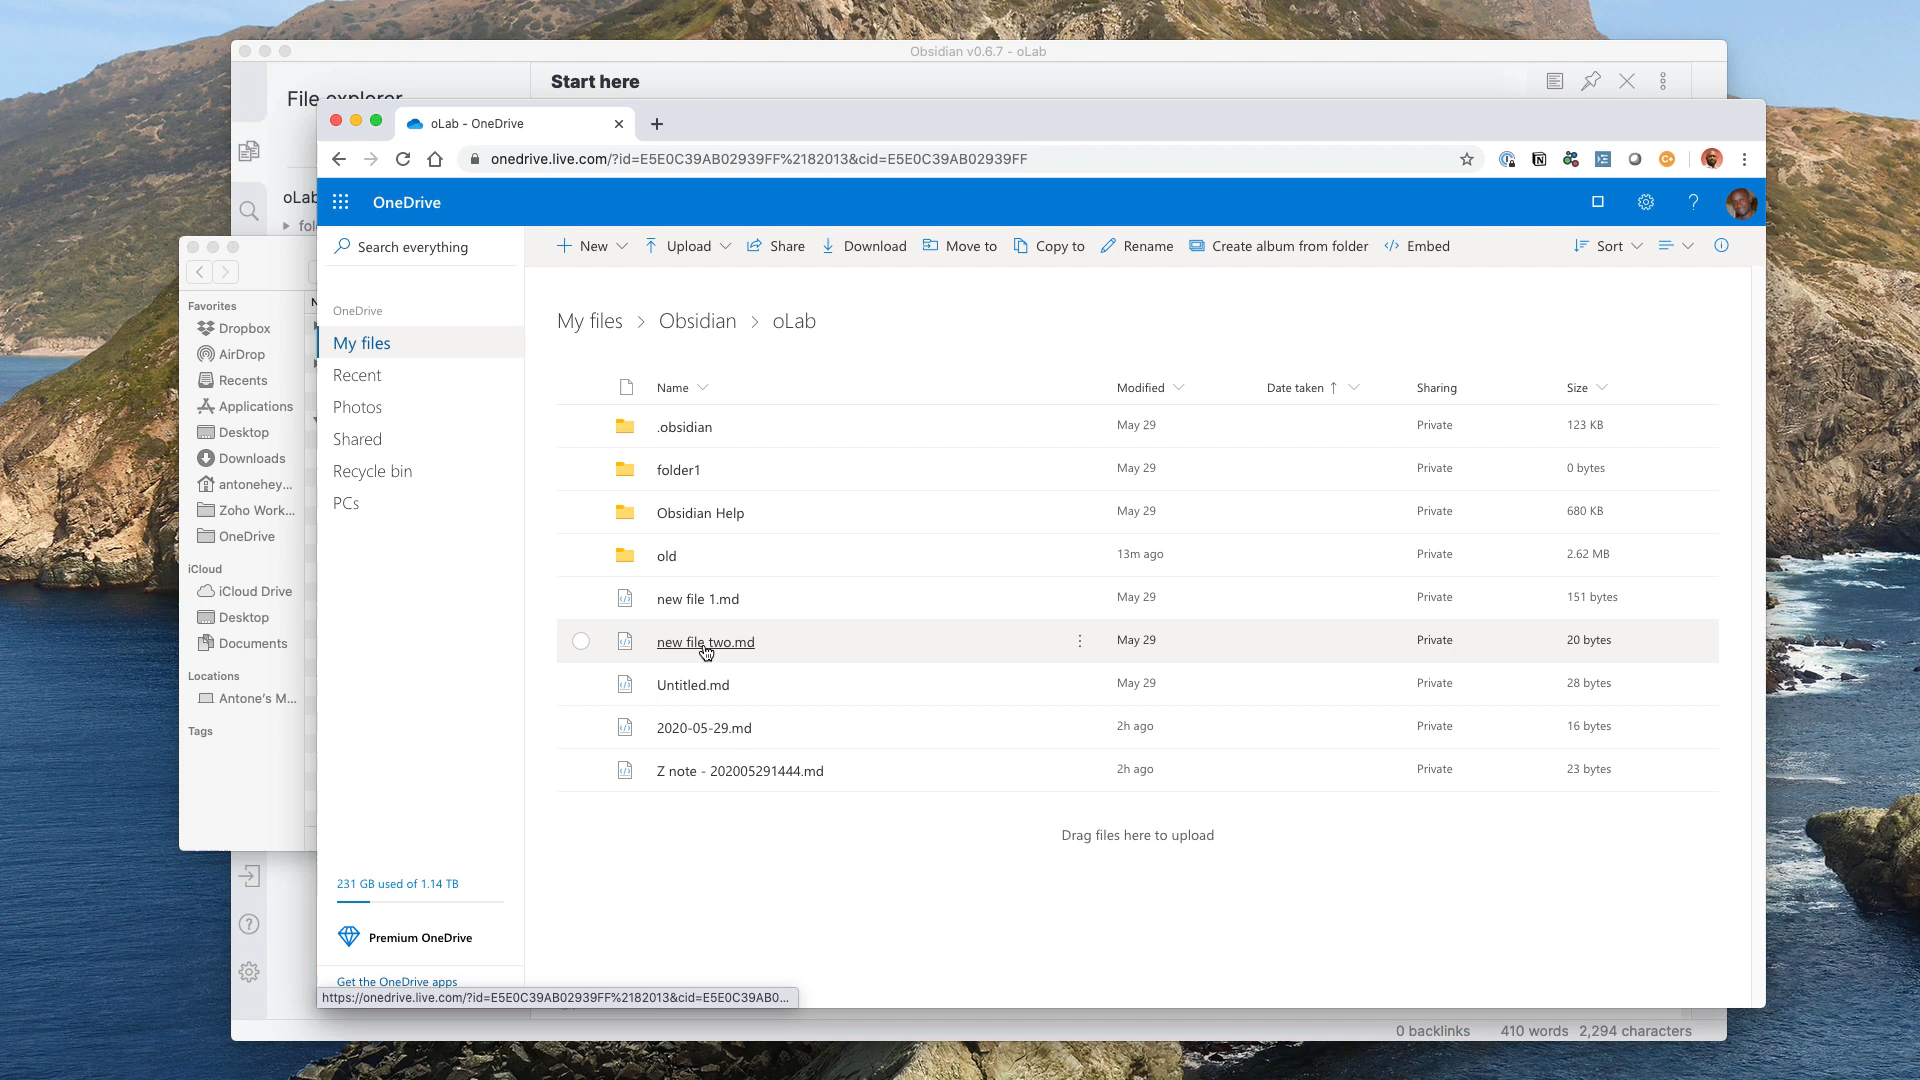 Obsidian v0.6.7 - oLab
Start here
File explorer
oLab - OneDrive
onedrive.live.com/?id=E5E0C39AB02939FF%2182013&cid=E5E0C39AB02939FF
OneDrive
oLab
Search everything
New
Upload
Share
Download
Move to
Copy to
Rename
Create album from folder
Embed
Sort
Favorites
Dropbox
AirDrop
Recents
Applications
Desktop
Downloads
antonehey...
Zoho Work...
OneDrive
iCloud
iCloud Drive
Desktop
Documents
Locations
Antone's M...
Tags
OneDrive
My files
Recent
Photos
Shared
Recycle bin
PCs
My files > Obsidian > oLab
Name Modified Date taken ↑ Sharing Size
.obsidian May 29 Private 123 KB
folder1 May 29 Private 0 bytes
Obsidian Help May 29 Private 680 KB
old 13m ago Private 2.62 MB
new file 1.md May 29 Private 151 bytes
new file two.md May 29 Private 20 bytes
Untitled.md May 29 Private 28 bytes
2020-05-29.md 2h ago Private 16 bytes
Z note - 202005291444.md 2h ago Private 23 bytes
Drag files here to upload
231 GB used of 1.14 TB
Premium OneDrive
Get the OneDrive apps
https://onedrive.live.com/?id=E5E0C39AB02939FF%2182013&cid=E5E0C39AB0...
0 backlinks 410 words 2,294 characters